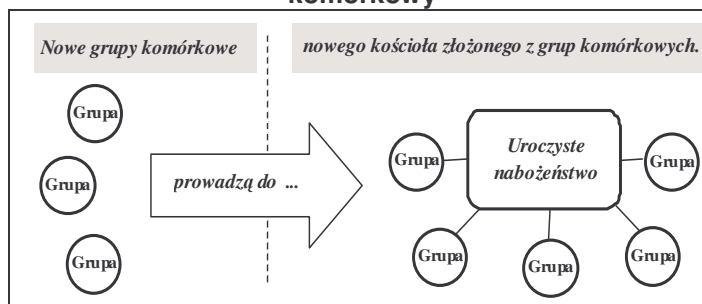 komórkowy
Nowe grupy komórkowe
nowego kościoła złożonego z grup komórkowych.
Grupa
Grupa
Grupa
prowadzą do ...
Uroczyste
nabożeństwo
Grupa
Grupa
Grupa
Grupa
Grupa